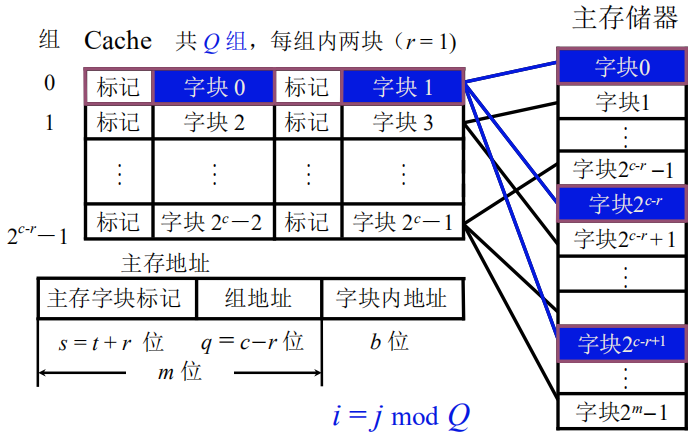 主存储器
组 Cache 共 Q 组，每组内两块（r = 1）
0 标记 字块 0 标记 字块 1
1 标记 字块 2 标记 字块 3
⋮ ⋮ ⋮ ⋮
2^{c-r}－1 标记 字块 2^c－2 标记 字块 2^c－1
字块0
字块1
⋮
字块2^{c-r} －1
字块2^{c-r}
字块2^{c-r}＋1
⋮
字块2^{c-r+1}
⋮
字块2^m－1
主存地址
主存字块标记 组地址 字块内地址
s = t + r 位 q = c－r 位 b 位
m 位
i = j mod Q